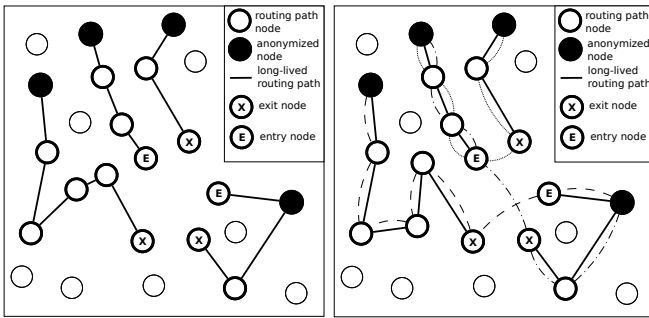 routing path
node
anonymized
node
long-lived
routing path
X exit node
E entry node
E
X
E
X
X
routing path
node
anonymized
node
long-lived
routing path
X exit node
E entry node
X
E
E
X
X